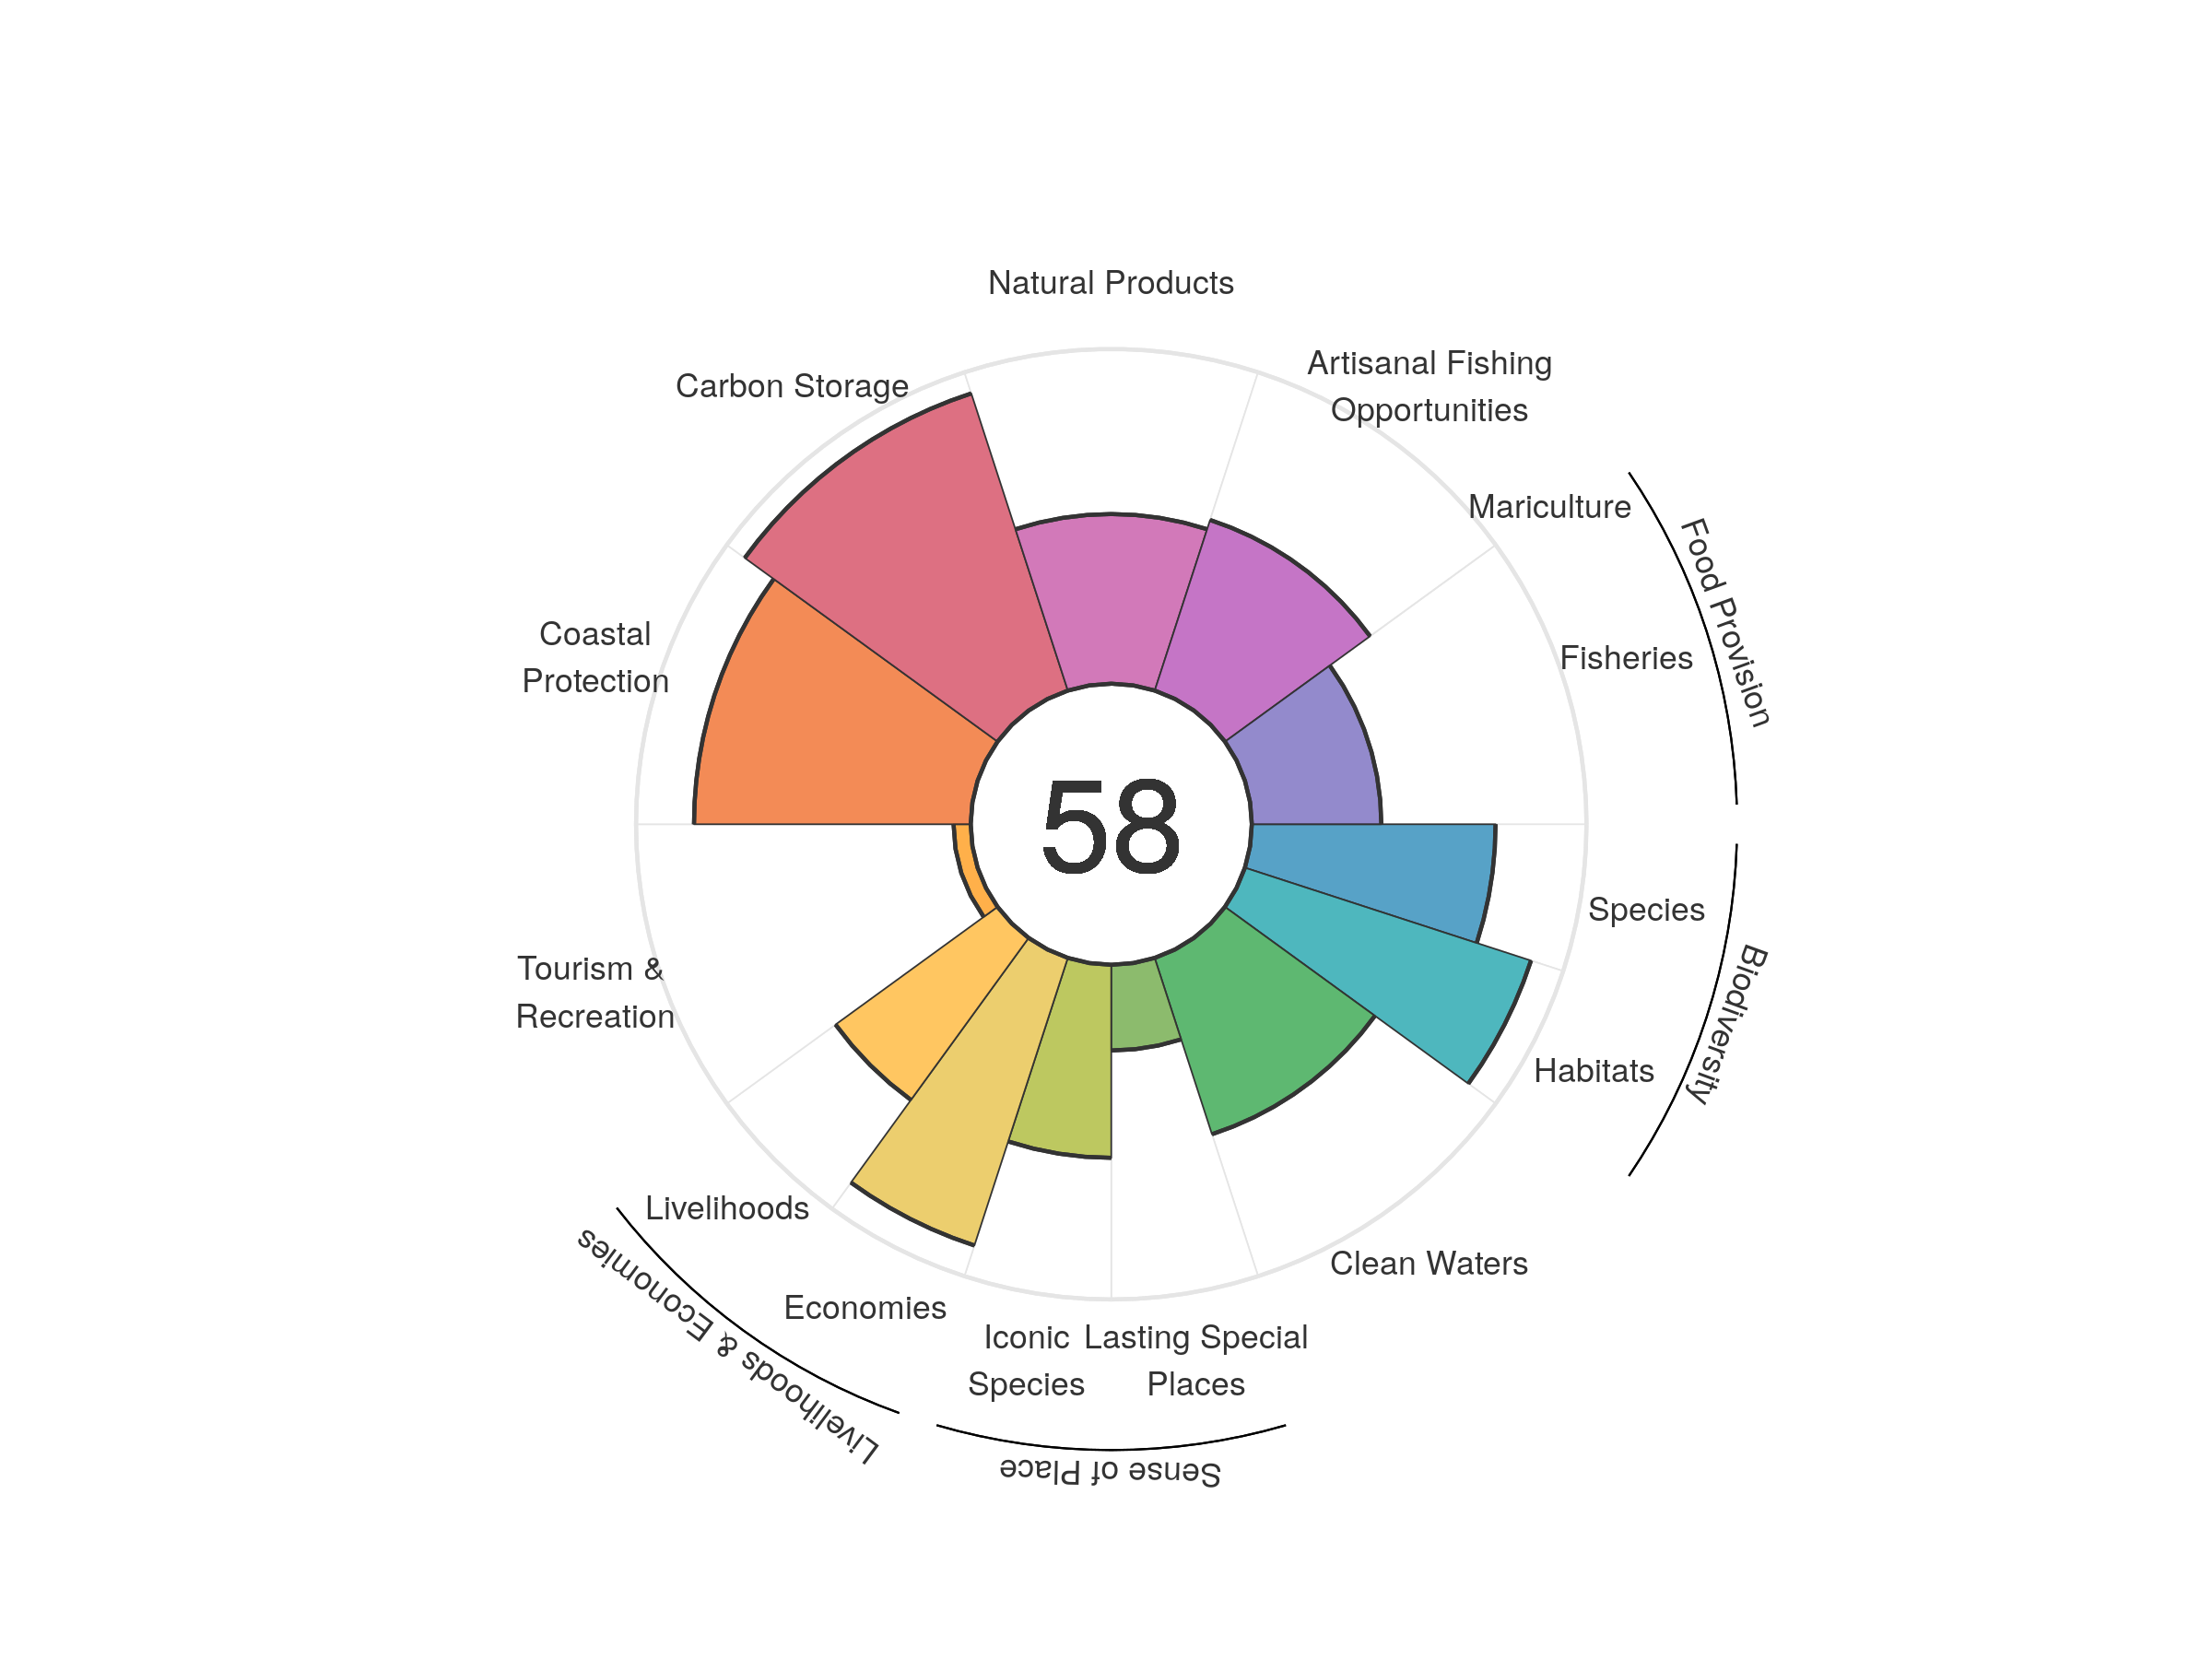 Natural Products
Artisanal Fishing
Opportunities
Carbon Storage
Mariculture
Food Provision
Fisheries
Coastal
Protection
58
Species
Biodiversity
Tourism &
Recreation
Habitats
Livelihoods
Clean Waters
Livelihoods & Economies
Economies
Iconic
Species
Lasting Special
Places
Sense of Place